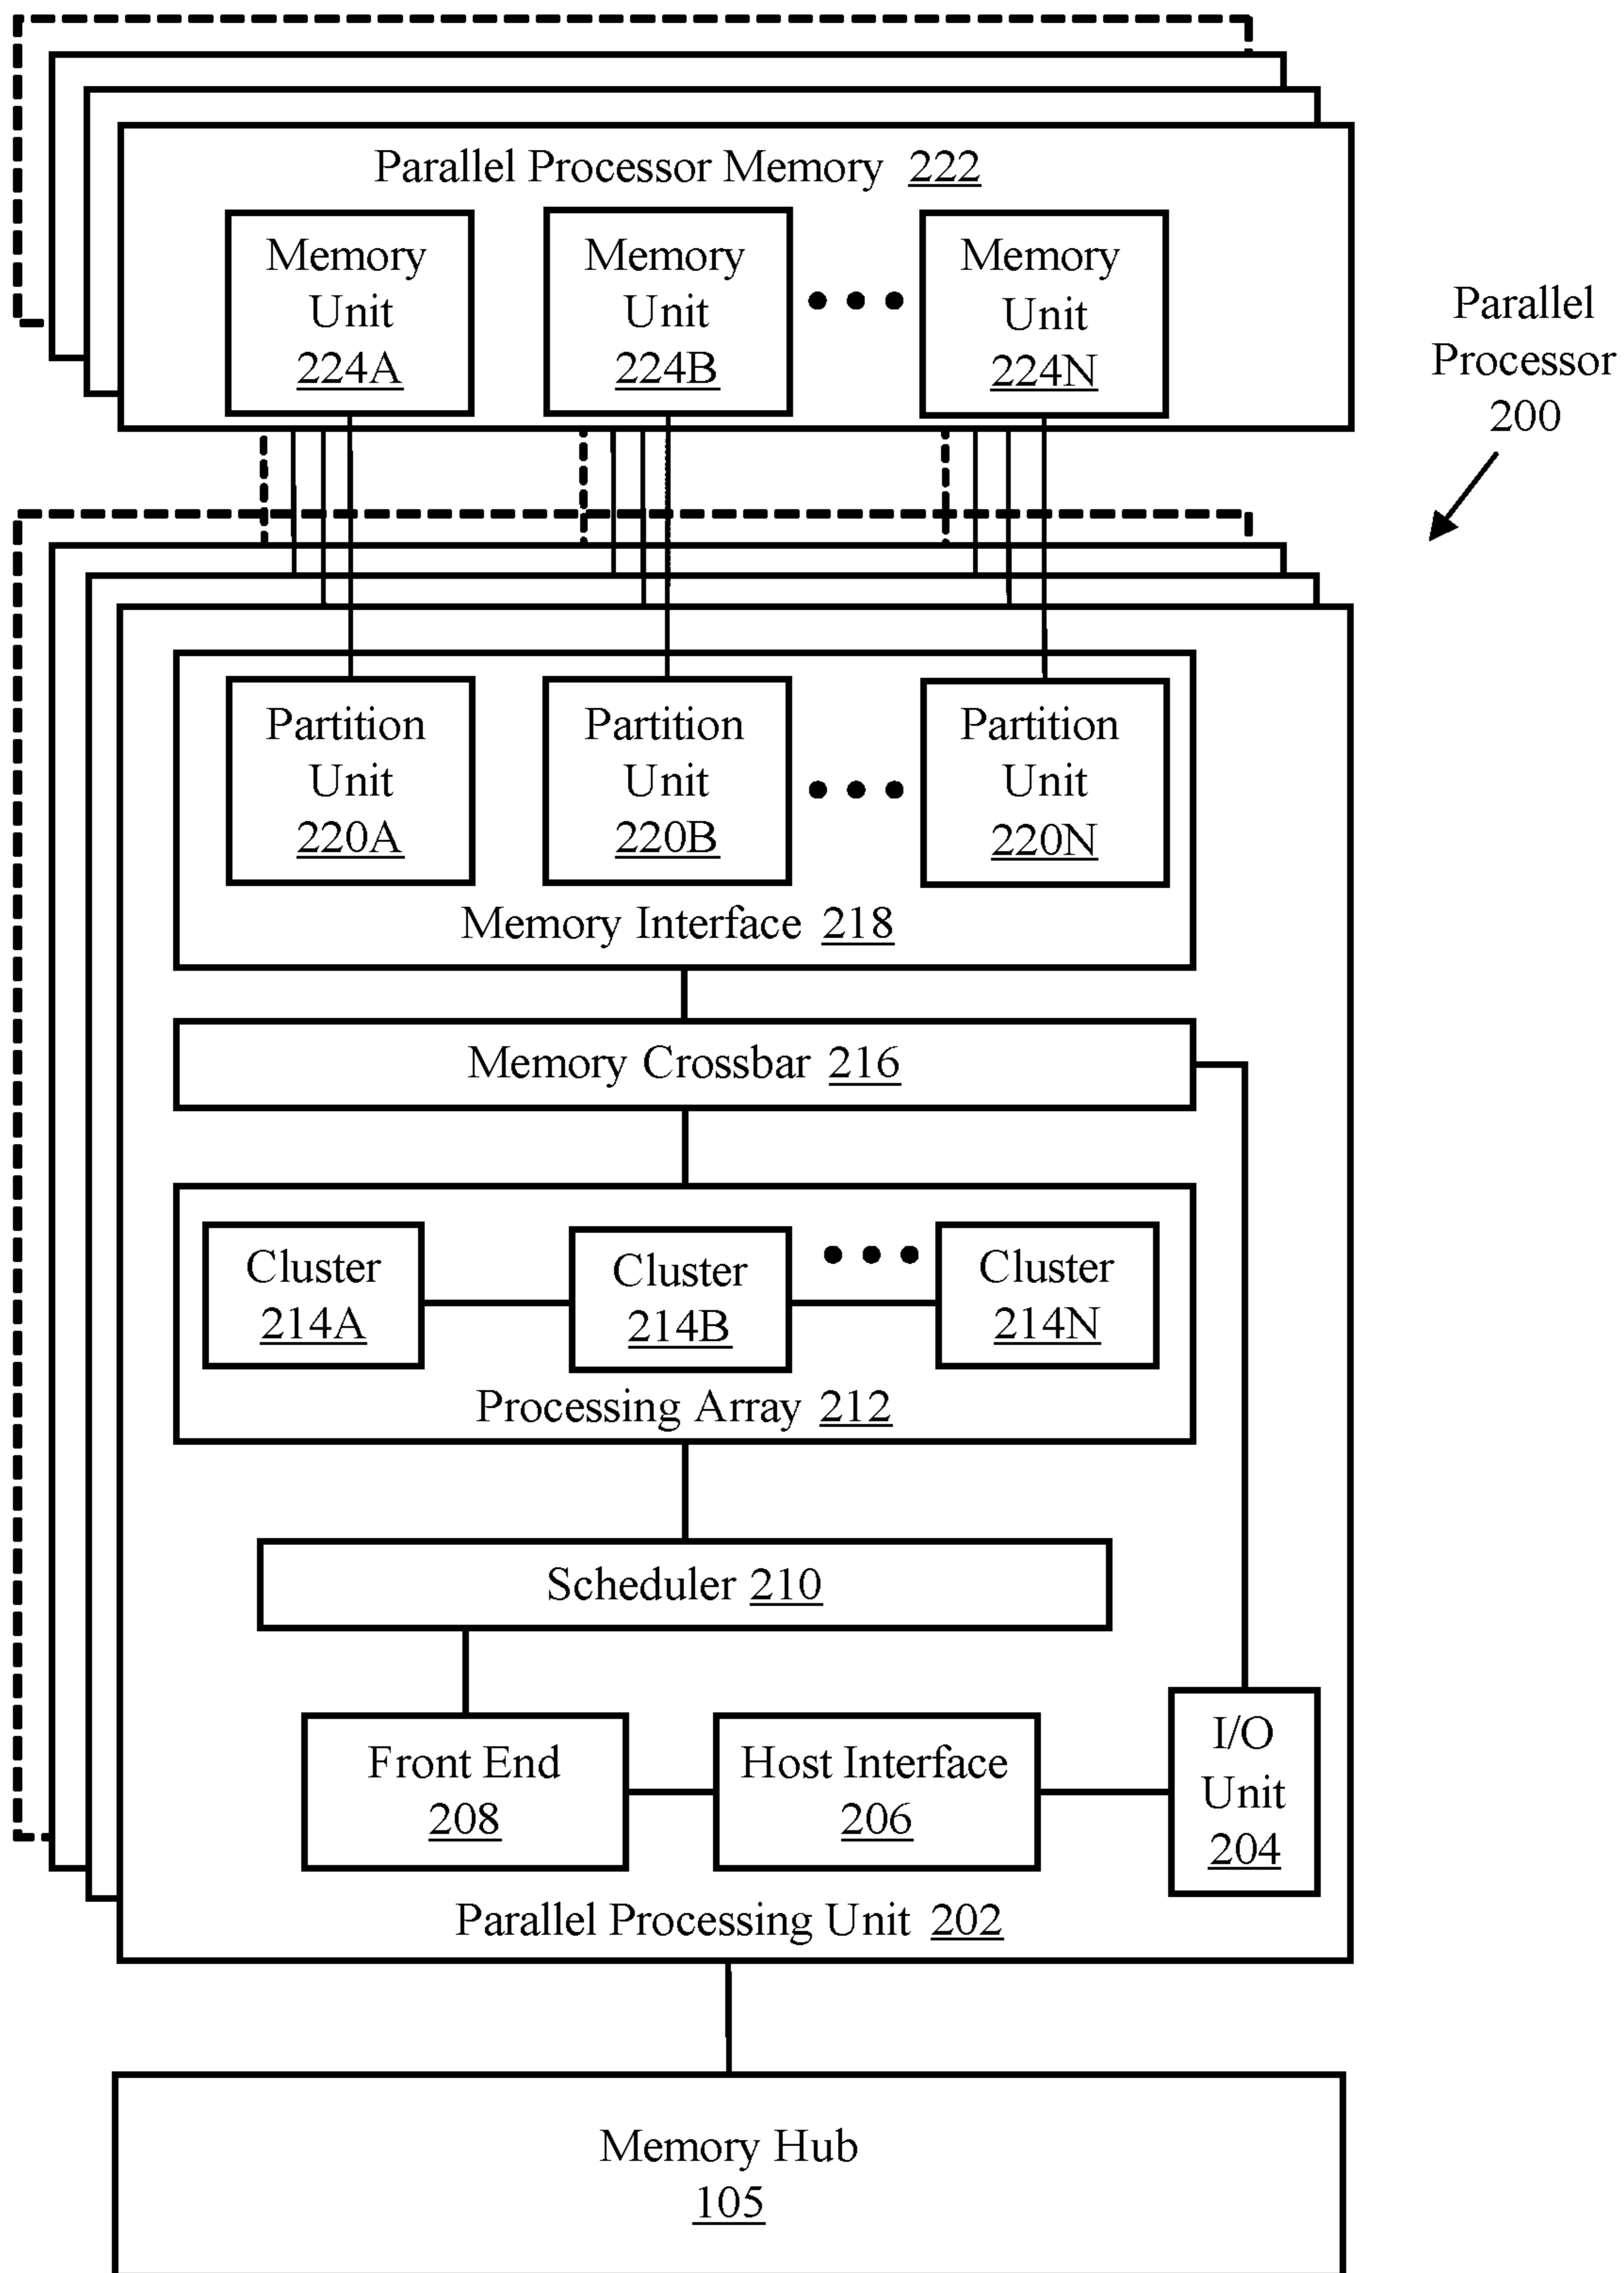 Parallel Processor Memory 222
Memory
Unit
224A
Memory
Unit
224B
Memory
Unit
224N
Parallel
Processor
200
Partition
Unit
220A
Partition
Unit
220B
Partition
Unit
220N
Memory Interface 218
Memory Crossbar 216
Cluster
214A
Cluster
214B
Cluster
214N
Processing Array 212
Scheduler 210
Front End
208
Host Interface
206
I/O
Unit
204
Parallel Processing Unit 202
Memory Hub
105